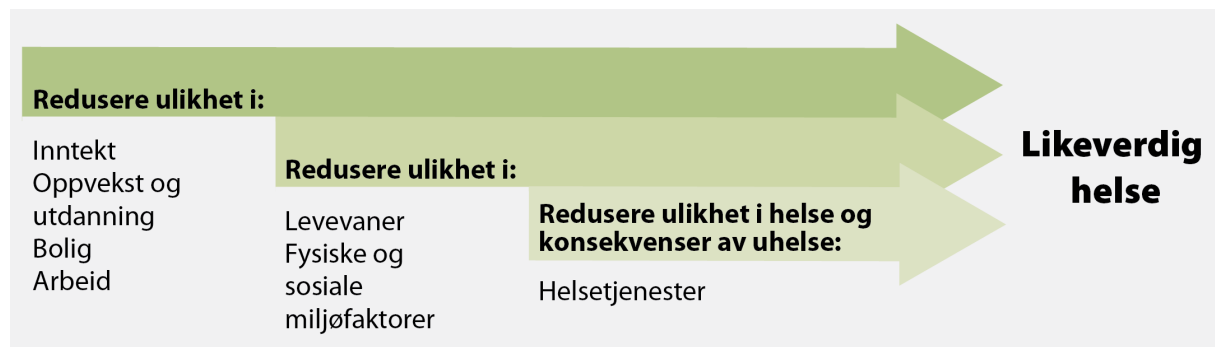 Redusere ulikhet i:
Inntekt
Oppvekst og
utdanning
Bolig
Arbeid
Redusere ulikhet i:
Levevaner
Fysiske og
sosiale
miljøfaktorer
Redusere ulikhet i helse og
konsekvenser av uhelse:
Helsetjenester
Likeverdig
helse